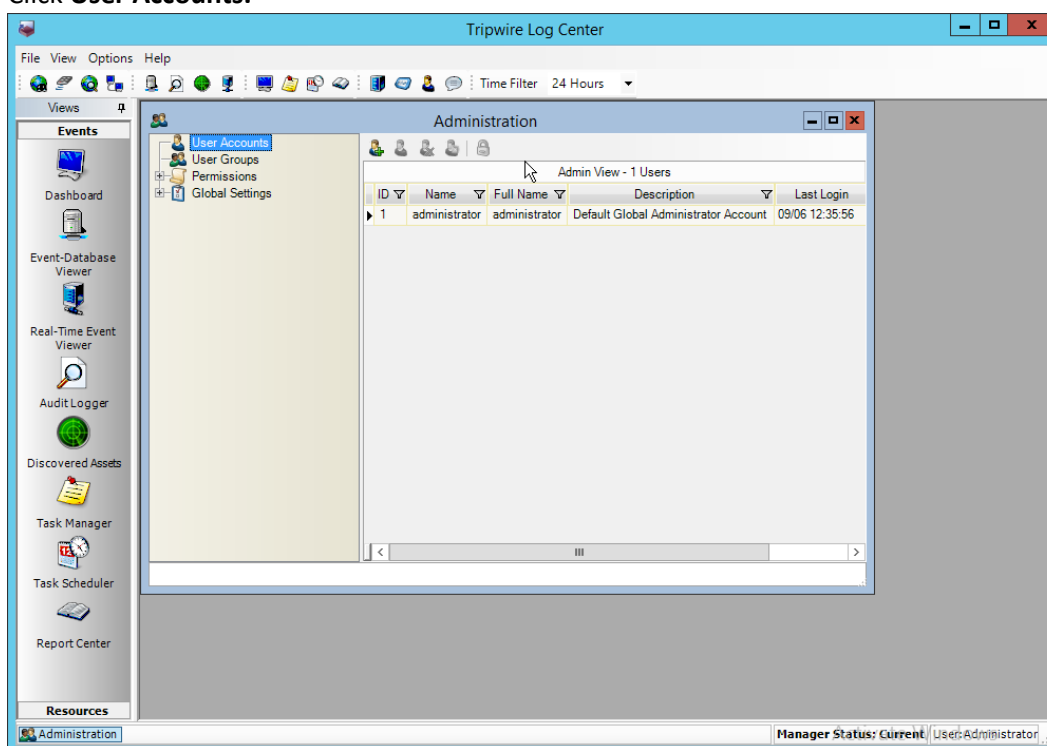 Click User Accounts.
Tripwire Log Center
File View Options Help
Time Filter 24 Hours
Views
Events
Dashboard
Event-Database
Viewer
Real-Time Event
Viewer
Audit Logger
Discovered Assets
Task Manager
Task Scheduler
Report Center
Resources
Administration
User Accounts
User Groups
Permissions
Global Settings
Admin View - 1 Users
ID Name Full Name Description Last Login
1 administrator administrator Default Global Administrator Account 09/06 12:35:56
Administration
Manager Status: Current User: Administrator